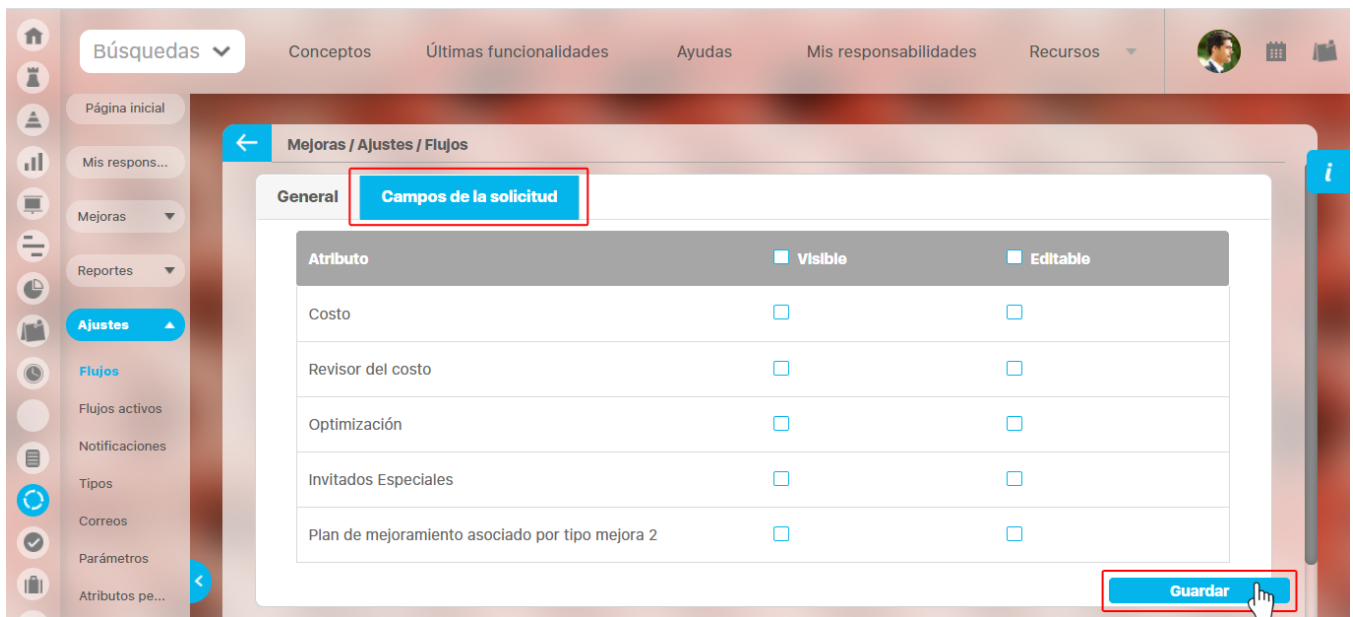 Búsquedas
Conceptos
Últimas funcionalidades
Ayudas
Mis responsabilidades
Recursos
Página inicial
Mis respons...
Mejoras
Reportes
Ajustes
Flujos
Flujos activos
Notificaciones
Tipos
Correos
Parámetros
Atributos pe...
Mejoras / Ajustes / Flujos
i
General
Campos de la solicitud
Atributo Visible Editable
Costo
Revisor del costo
Optimización
Invitados Especiales
Plan de mejoramiento asociado por tipo mejora 2
Guardar